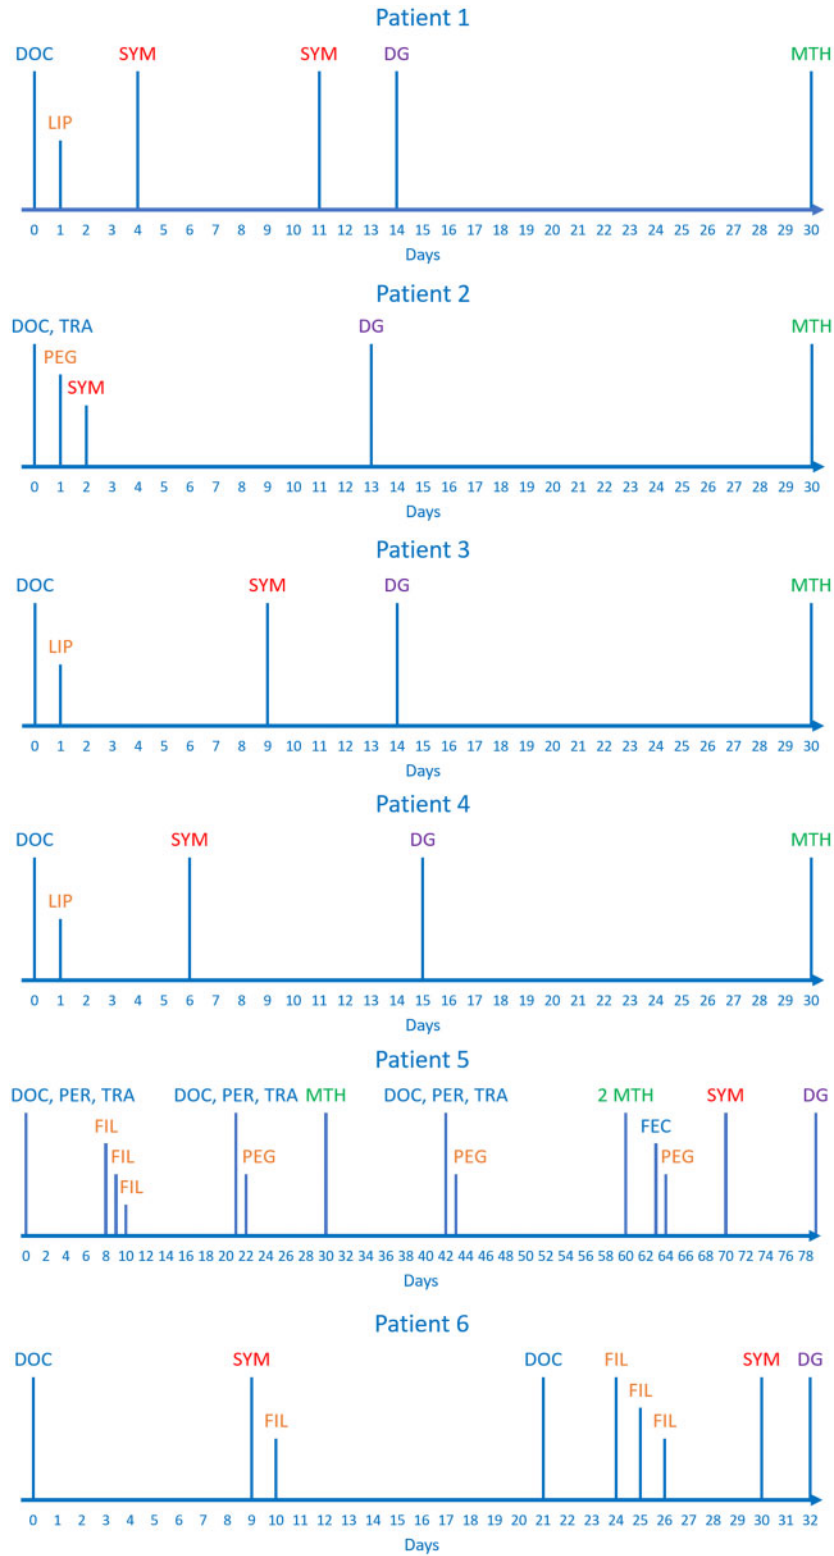 Patient 1
DOC SYM SYM DG MTH
LIP
0 1 2 3 4 5 6 7 8 9 10 11 12 13 14 15 16 17 18 19 20 21 22 23 24 25 26 27 28 29 30
Days
Patient 2
DOC, TRA DG MTH
PEG
SYM
0 1 2 3 4 5 6 7 8 9 10 11 12 13 14 15 16 17 18 19 20 21 22 23 24 25 26 27 28 29 30
Days
Patient 3
DOC SYM DG MTH
LIP
0 1 2 3 4 5 6 7 8 9 10 11 12 13 14 15 16 17 18 19 20 21 22 23 24 25 26 27 28 29 30
Days
Patient 4
DOC SYM DG MTH
LIP
0 1 2 3 4 5 6 7 8 9 10 11 12 13 14 15 16 17 18 19 20 21 22 23 24 25 26 27 28 29 30
Days
Patient 5
DOC, PER, TRA DOC, PER, TRA MTH DOC, PER, TRA 2 MTH SYM DG
FIL FEC
FIL PEG PEG PEG
FIL
0 2 4 6 8 10 12 14 16 18 20 22 24 26 28 30 32 34 36 38 40 42 44 46 48 50 52 54 56 58 60 62 64 66 68 70 72 74 76 78
Days
Patient 6
DOC SYM DOC FIL SYM DG
FIL
FIL FIL
0 1 2 3 4 5 6 7 8 9 10 11 12 13 14 15 16 17 18 19 20 21 22 23 24 25 26 27 28 29 30 31 32
Days